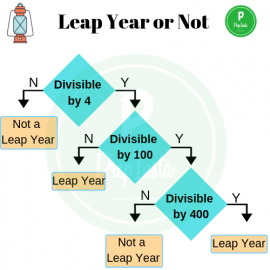 Leap Year or Not
N
Divisible
by 4
Y
Not a
Leap Year
N
Divisible
by 100
Y
Leap Year
N
Divisible
by 400
Y
Not a
Leap Year
Leap Year